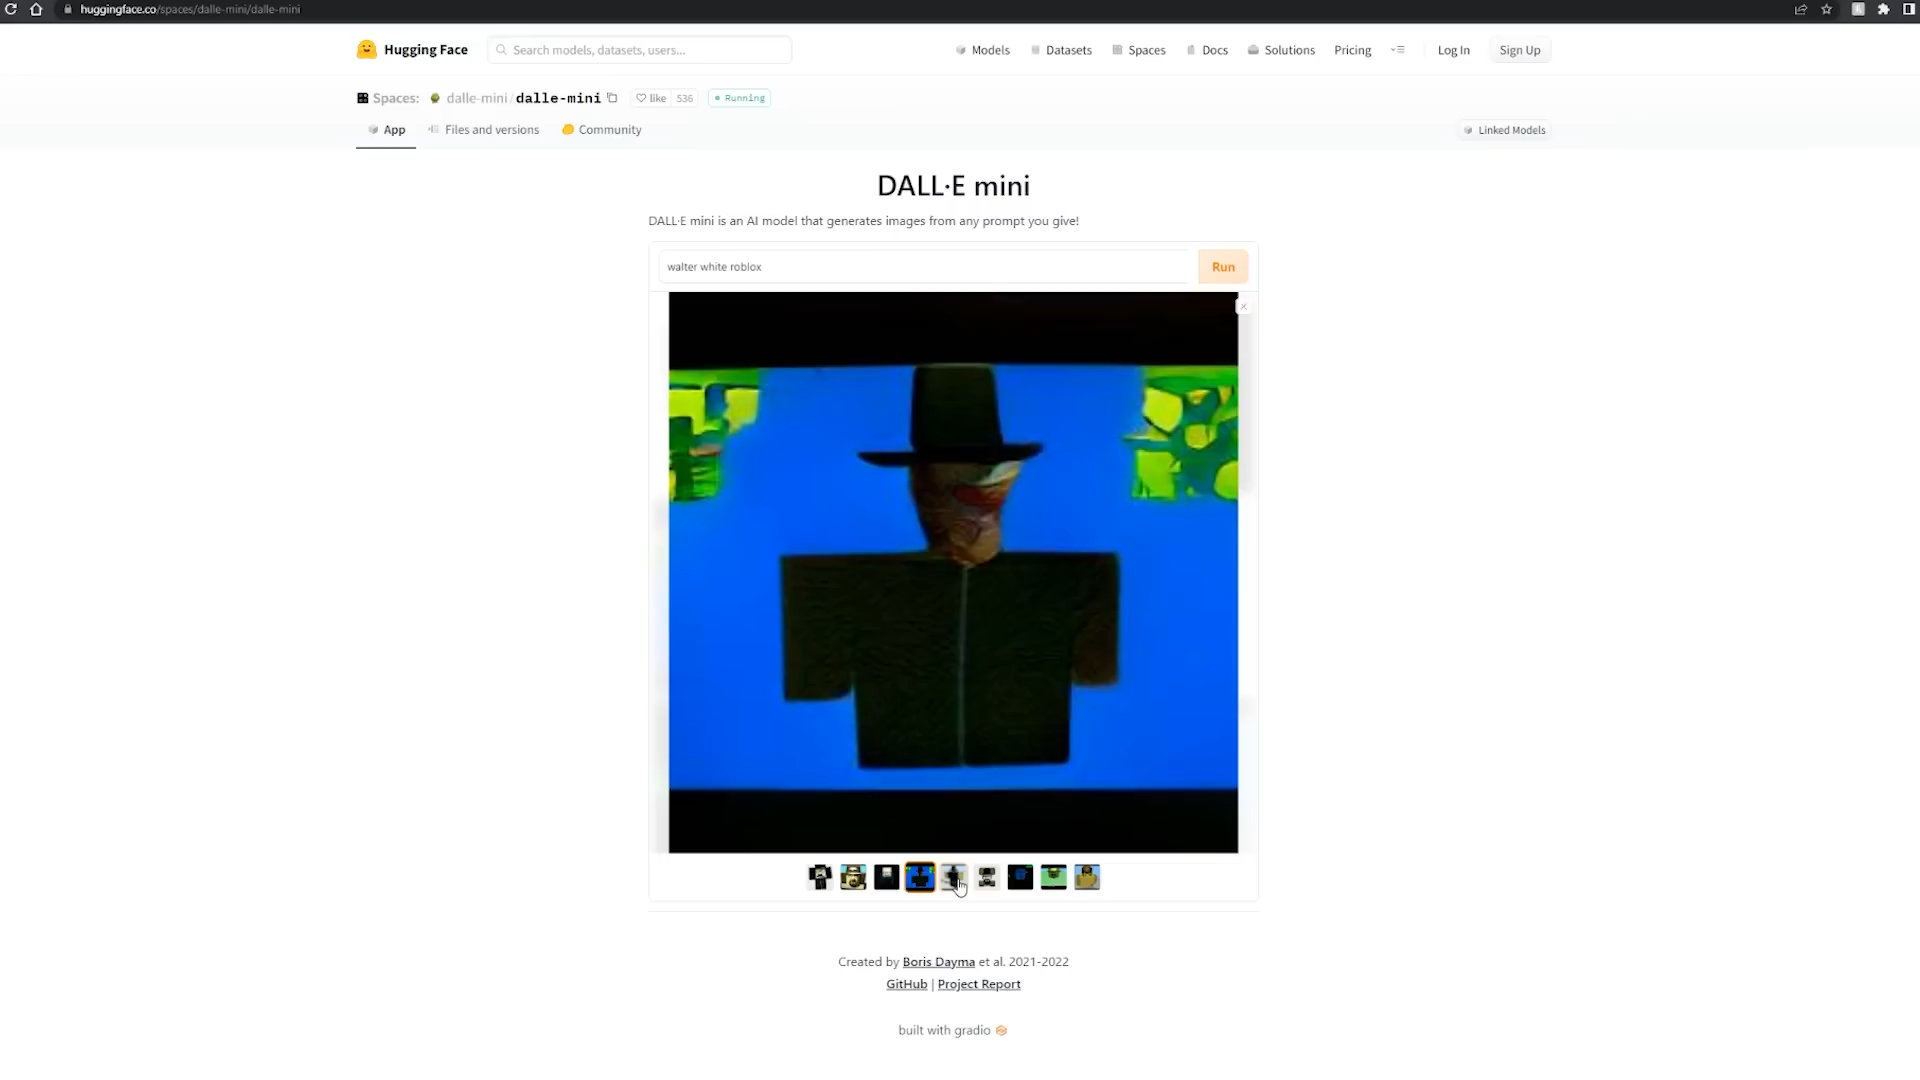 huggingface.co/spaces/dalle-mini/dalle-mini
Hugging Face
Search models, datasets, users...
Models
Datasets
Spaces
Docs
Solutions
Pricing
Log In
Sign Up
Spaces:
dalle-mini/dalle-mini
like
536
Running
App
Files and versions
Community
Linked Models
DALL·E mini
DALL·E mini is an AI model that generates images from any prompt you give!
walter white roblox
Run
Created by Boris Dayma et al. 2021-2022
GitHub | Project Report
built with gradio